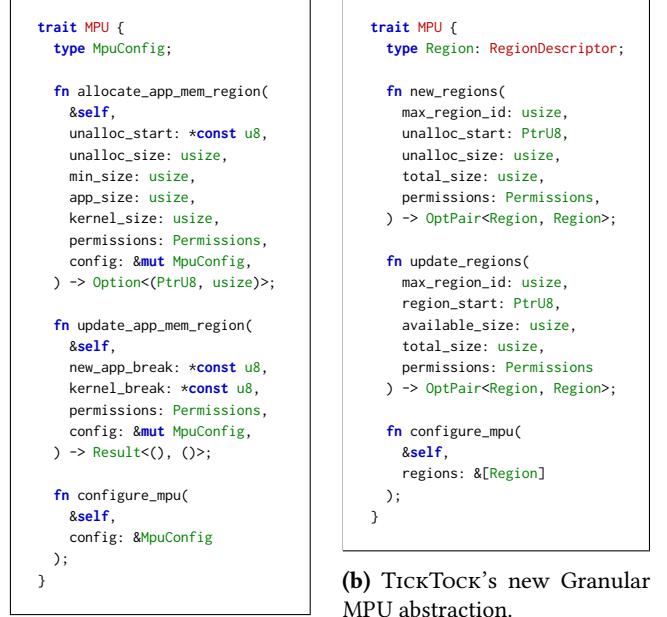 trait MPU {
  type MpuConfig;

  fn allocate_app_mem_region(
    &self,
    unalloc_start: *const u8,
    unalloc_size: usize,
    min_size: usize,
    app_size: usize,
    kernel_size: usize,
    permissions: Permissions,
    config: &mut MpuConfig,
  ) -> Option<(PtrU8, usize)>;

  fn update_app_mem_region(
    &self,
    new_app_break: *const u8,
    kernel_break: *const u8,
    permissions: Permissions,
    config: &mut MpuConfig,
  ) -> Result<(), ()>;

  fn configure_mpu(
    &self,
    config: &MpuConfig
  );
}

trait MPU {
  type Region: RegionDescriptor;

  fn new_regions(
    max_region_id: usize,
    unalloc_start: PtrU8,
    unalloc_size: usize,
    total_size: usize,
    permissions: Permissions,
  ) -> OptPair<Region, Region>;

  fn update_regions(
    max_region_id: usize,
    region_start: PtrU8,
    available_size: usize,
    total_size: usize,
    permissions: Permissions
  ) -> OptPair<Region, Region>;

  fn configure_mpu(
    &self,
    regions: &[Region]
  );
}

(b) TICKTOCK's new Granular
MPU abstraction.